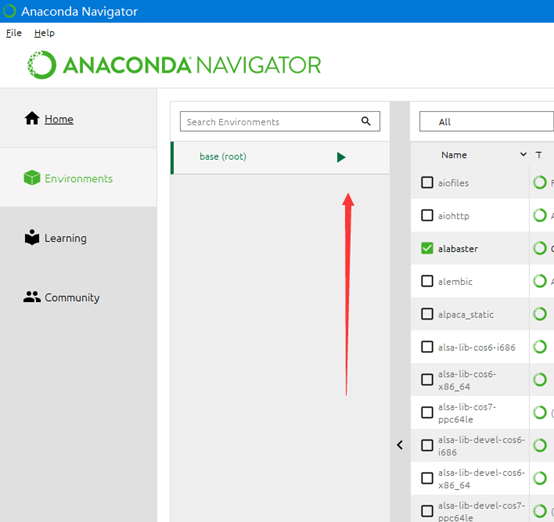 Anaconda Navigator
File Help
ANACONDA NAVIGATOR
Home
Environments
Learning
Community
Search Environments
base (root)
All
Name T
aiofiles
aiohttp
alabaster
alembic
alpaca_static
alsa-lib-cos6-i686
alsa-lib-cos6-
x86_64
alsa-lib-cos7-
ppc64le
alsa-lib-devel-cos6-
i686
alsa-lib-devel-cos6-
x86_64
alsa-lib-devel-cos7-
ppc64le